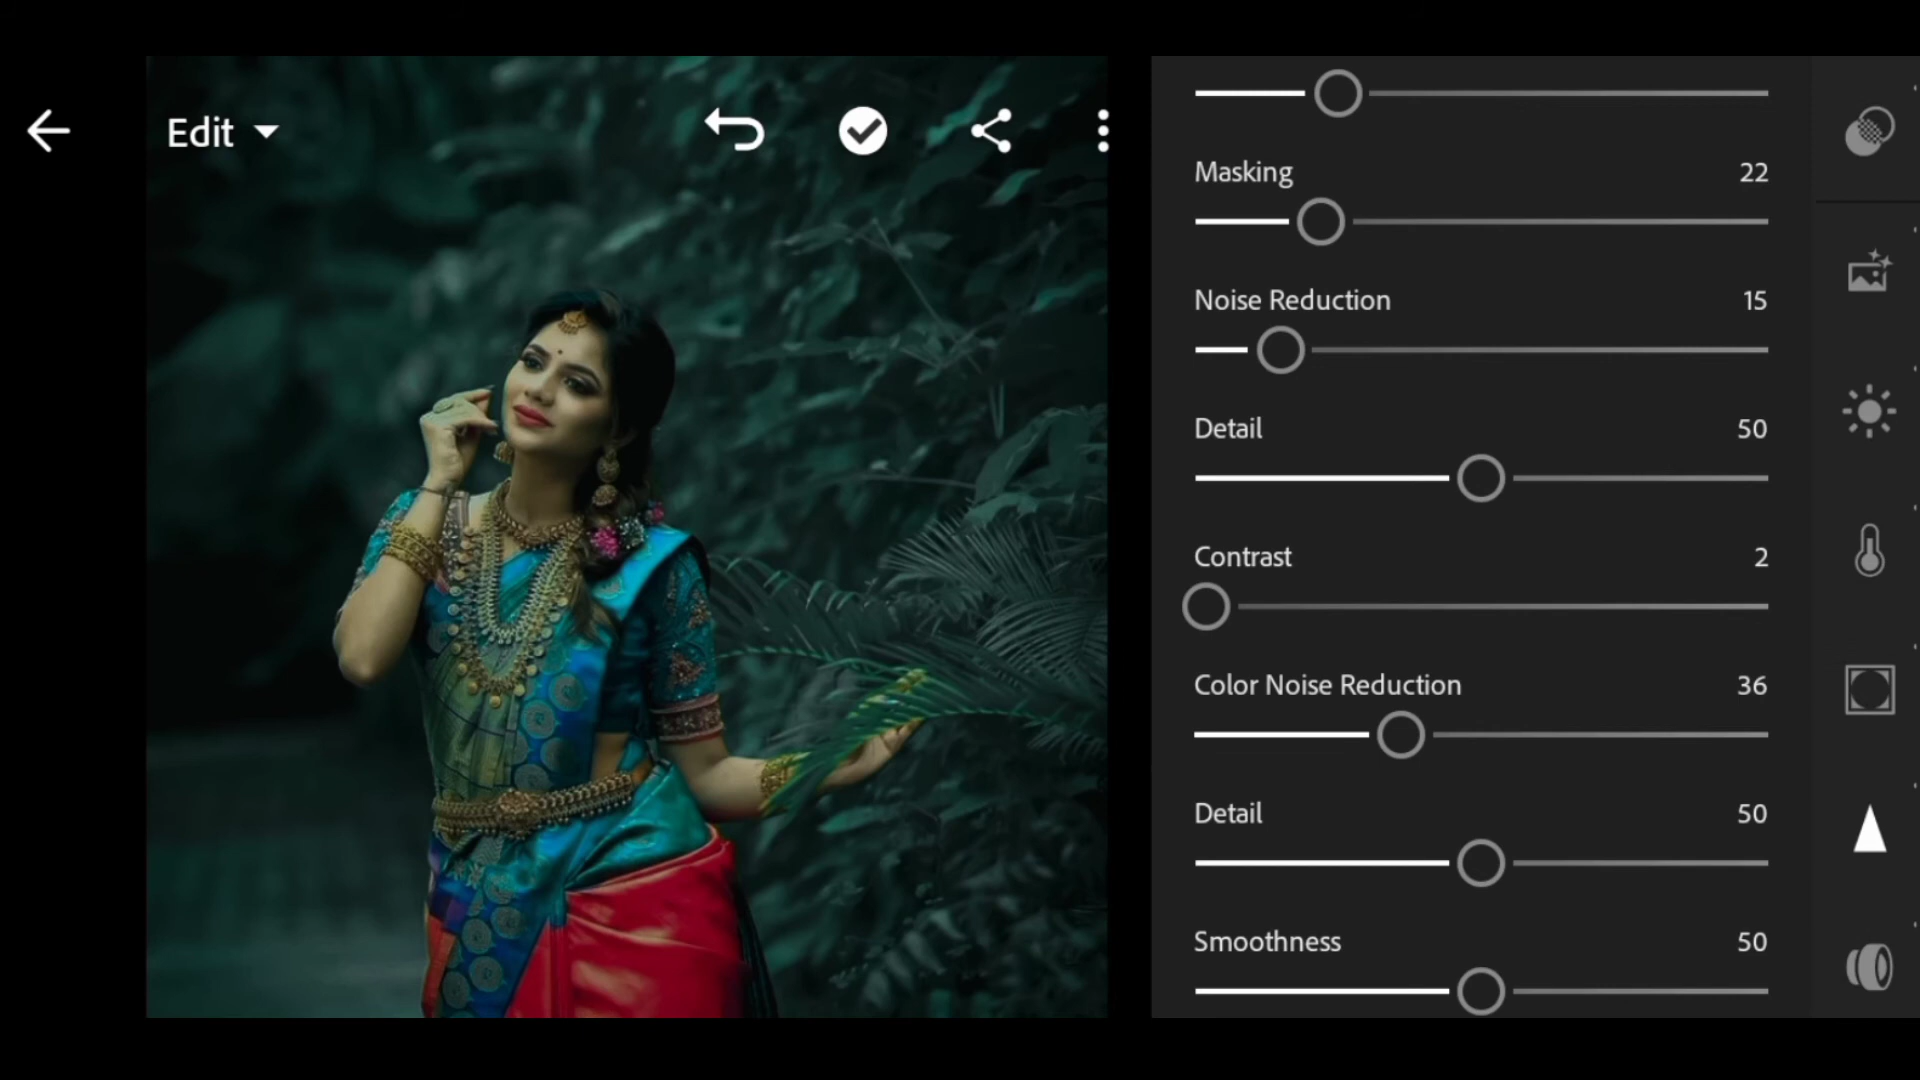 Edit
Masking 22
Noise Reduction 15
Detail 50
Contrast 2
Color Noise Reduction 36
Detail 50
Smoothness 50